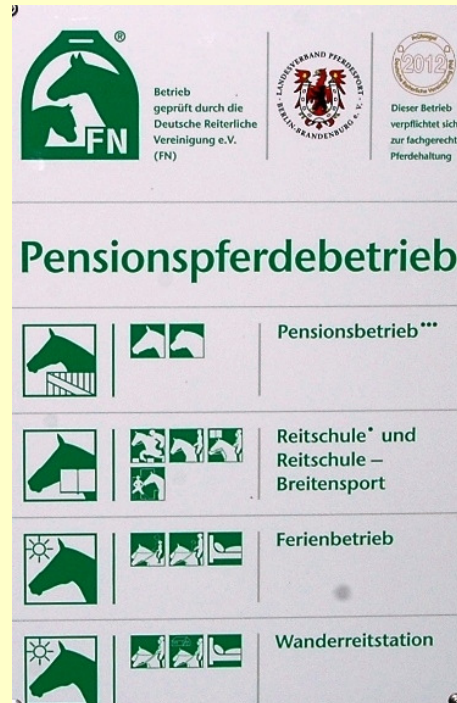 ®
FN
Betrieb
geprüft durch die
Deutsche Reiterliche
Vereinigung e.V.
(FN)
LANDESVERBAND PFERDESPORT
BERLIN-BRANDENBURG e. V.
2012
Dieser Betrieb
verpflichtet sich
zur fachgerecht
Pferdehaltung
Pensionspferdebetrieb
Pensionsbetrieb•••
Reitschule• und
Reitschule –
Breitensport
Ferienbetrieb
Wanderreitstation